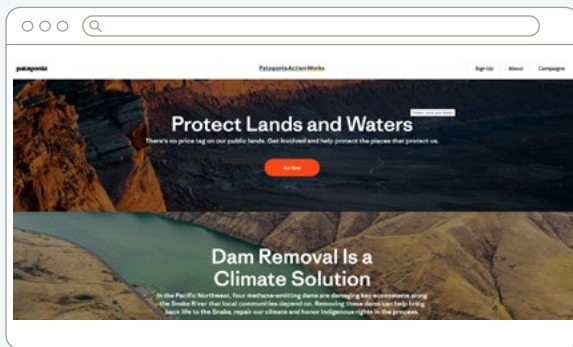 patagonia
Patagonia Action Works
Sign Up About Campaigns
Protect Lands and Waters
Protect Lands and Waters
There's no price tag on our public lands. Get involved and help protect the places that protect us.
Act Now
Dam Removal Is a
Climate Solution
In the Pacific Northwest, four methane-emitting dams are damaging key ecosystems along
the Snake River that local communities depend on. Removing these dams can help bring
back life to the Snake, repair our climate and honor Indigenous rights in the process.